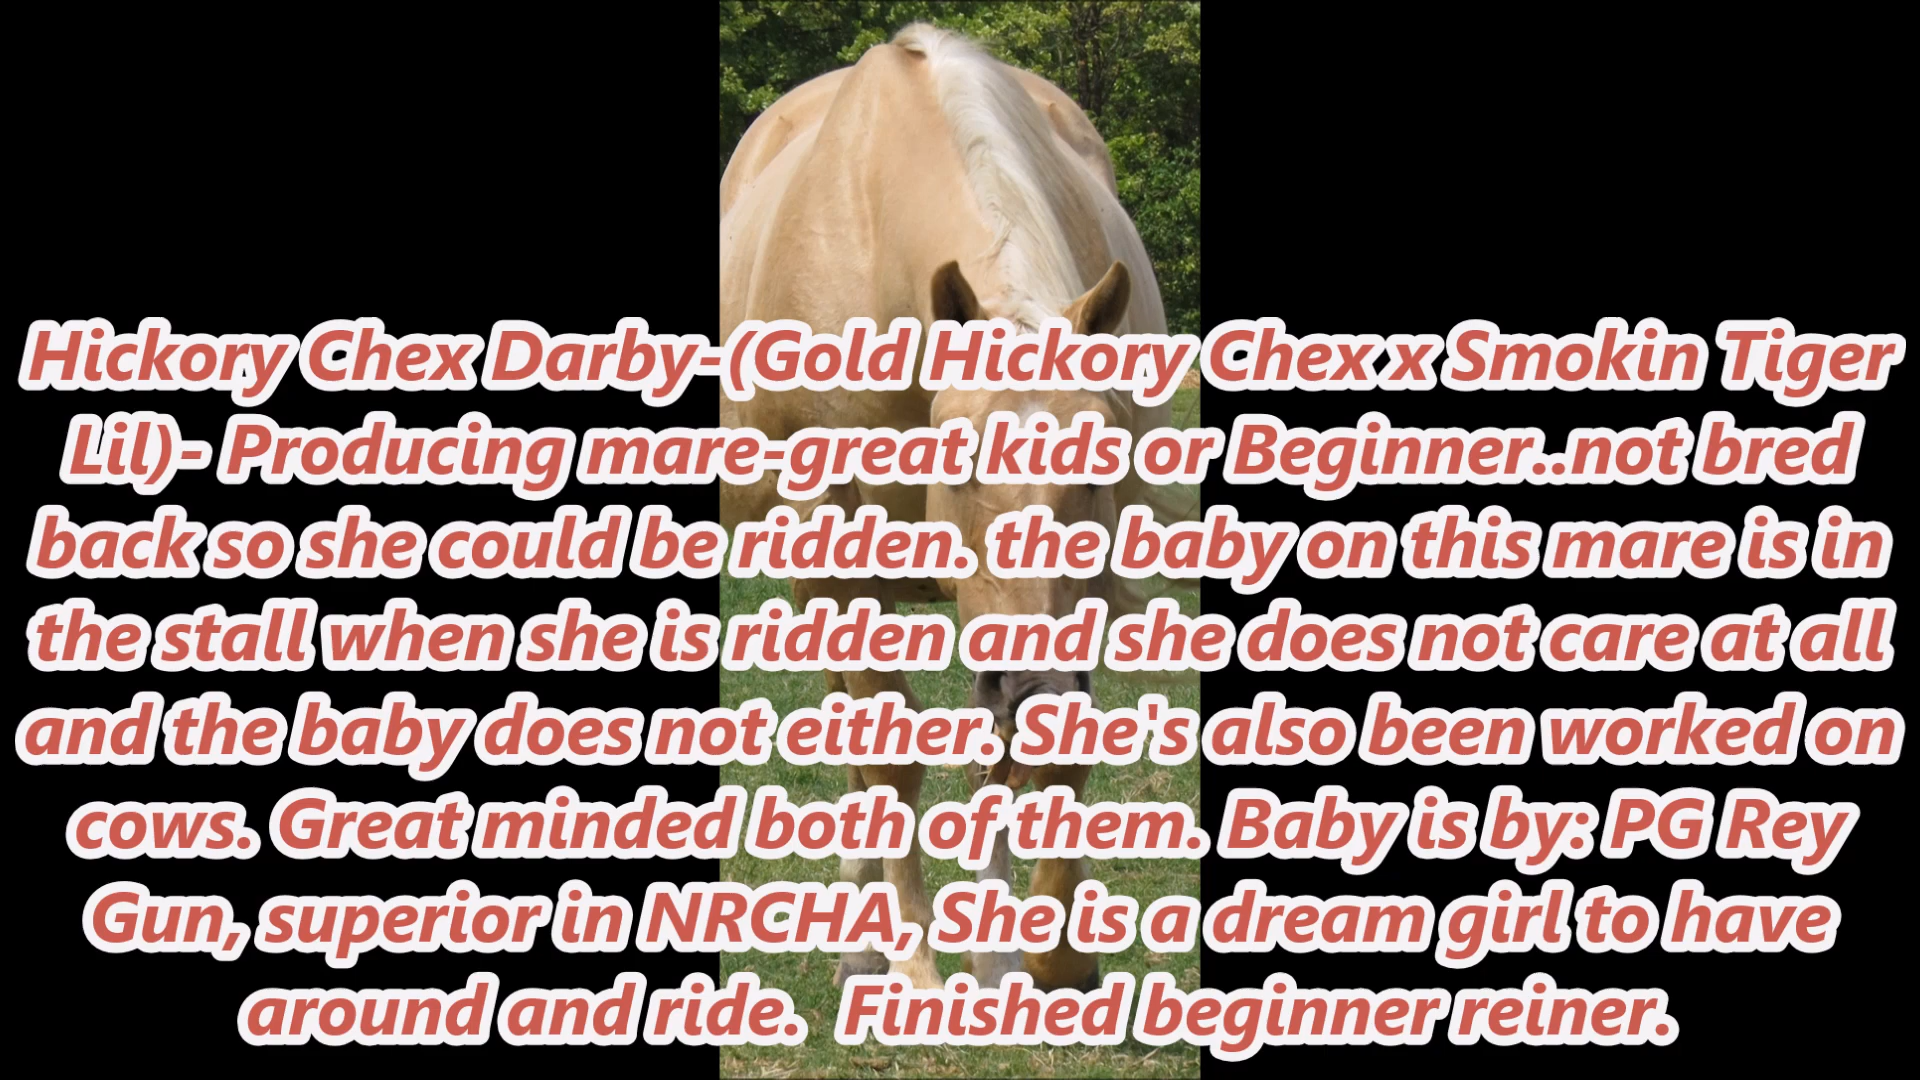 Hickory Chex Darby-(Gold Hickory Chex x Smokin Tiger
Lil)- Producing mare-great kids or Beginner..not bred
back so she could be ridden. the baby on this mare is in
the stall when she is ridden and she does not care at all
and the baby does not either. She's also been worked on
cows. Great minded both of them. Baby is by: PG Rey
Gun, superior in NRCHA, She is a dream girl to have
around and ride.  Finished beginner reiner.